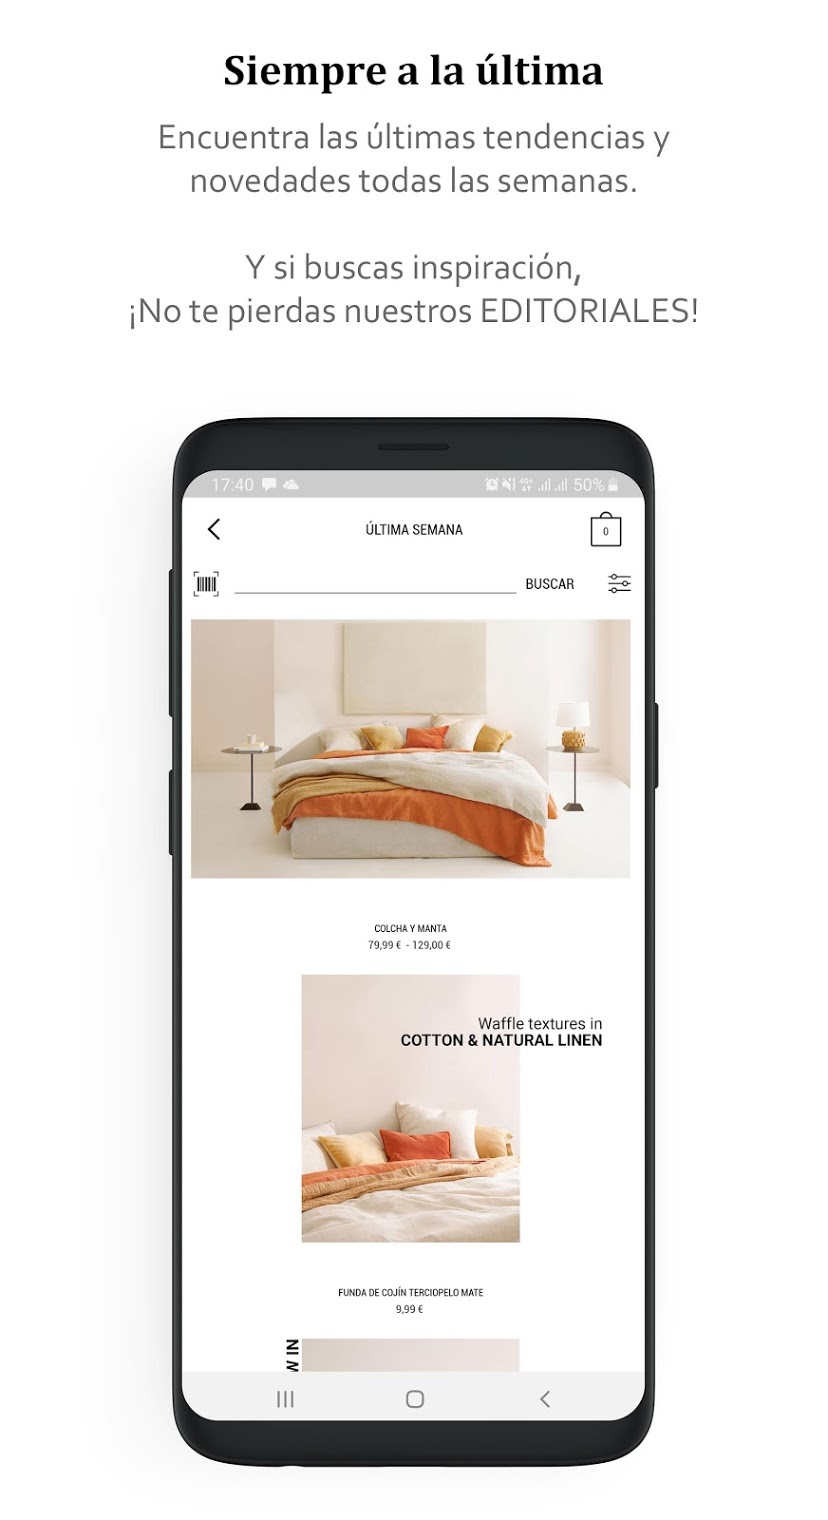 Siempre a la última
Encuentra las últimas tendencias y
novedades todas las semanas.
Y si buscas inspiración,
¡No te pierdas nuestros EDITORIALES!
17:40
4G+
50%
ÚLTIMA SEMANA
0
BUSCAR
COLCHA Y MANTA
79,99 € - 129,00 €
Waffle textures in
COTTON & NATURAL LINEN
FUNDA DE COJÍN TERCIOPELO MATE
9,99 €
W IN